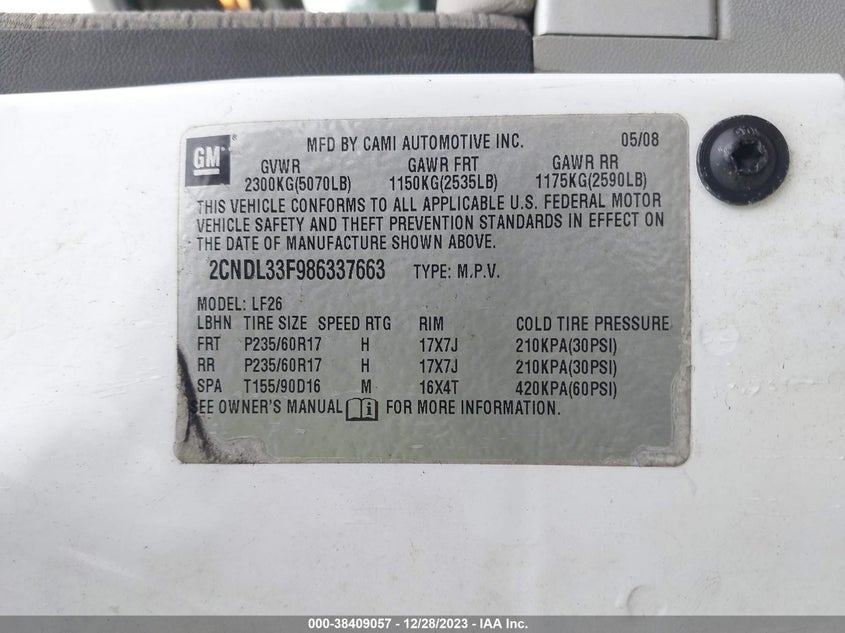 GM
MFD BY CAMI AUTOMOTIVE INC. 05/08
GVWR GAWR FRT GAWR RR
2300KG(5070LB) 1150KG(2535LB) 1175KG(2590LB)
THIS VEHICLE CONFORMS TO ALL APPLICABLE U.S. FEDERAL MOTOR
VEHICLE SAFETY AND THEFT PREVENTION STANDARDS IN EFFECT ON
THE DATE OF MANUFACTURE SHOWN ABOVE.
2CNDL33F986337663 TYPE: M.P.V.
MODEL: LF26
LBHN TIRE SIZE SPEED RTG RIM COLD TIRE PRESSURE
FRT P235/60R17 H 17X7J 210KPA(30PSI)
RR P235/60R17 H 17X7J 210KPA(30PSI)
SPA T155/90D16 M 16X4T 420KPA(60PSI)
SEE OWNER'S MANUAL FOR MORE INFORMATION.
000-38409057 - 12/28/2023 - IAA Inc.